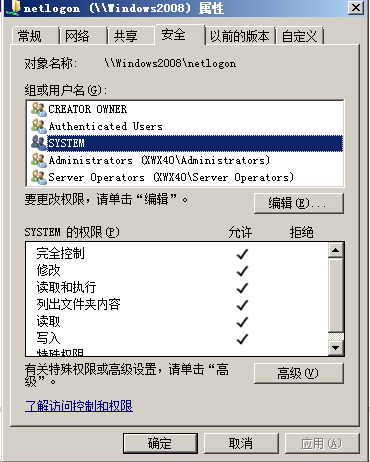 netlogon (\\Windows2008) 属性
常规 网络 共享 安全 以前的版本 自定义
对象名称: \\Windows2008\netlogon
组或用户名(G):
CREATOR OWNER
Authenticated Users
SYSTEM
Administrators (XWX40\Administrators)
Server Operators (XWX40\Server Operators)
要更改权限，请单击“编辑”。
编辑(E)...
SYSTEM 的权限(P) 允许 拒绝
完全控制
修改
读取和执行
列出文件夹内容
读取
写入
特殊权限
有关特殊权限或高级设置，请单击“高
级”。
高级(V)
了解访问控制和权限
确定 取消 应用(A)